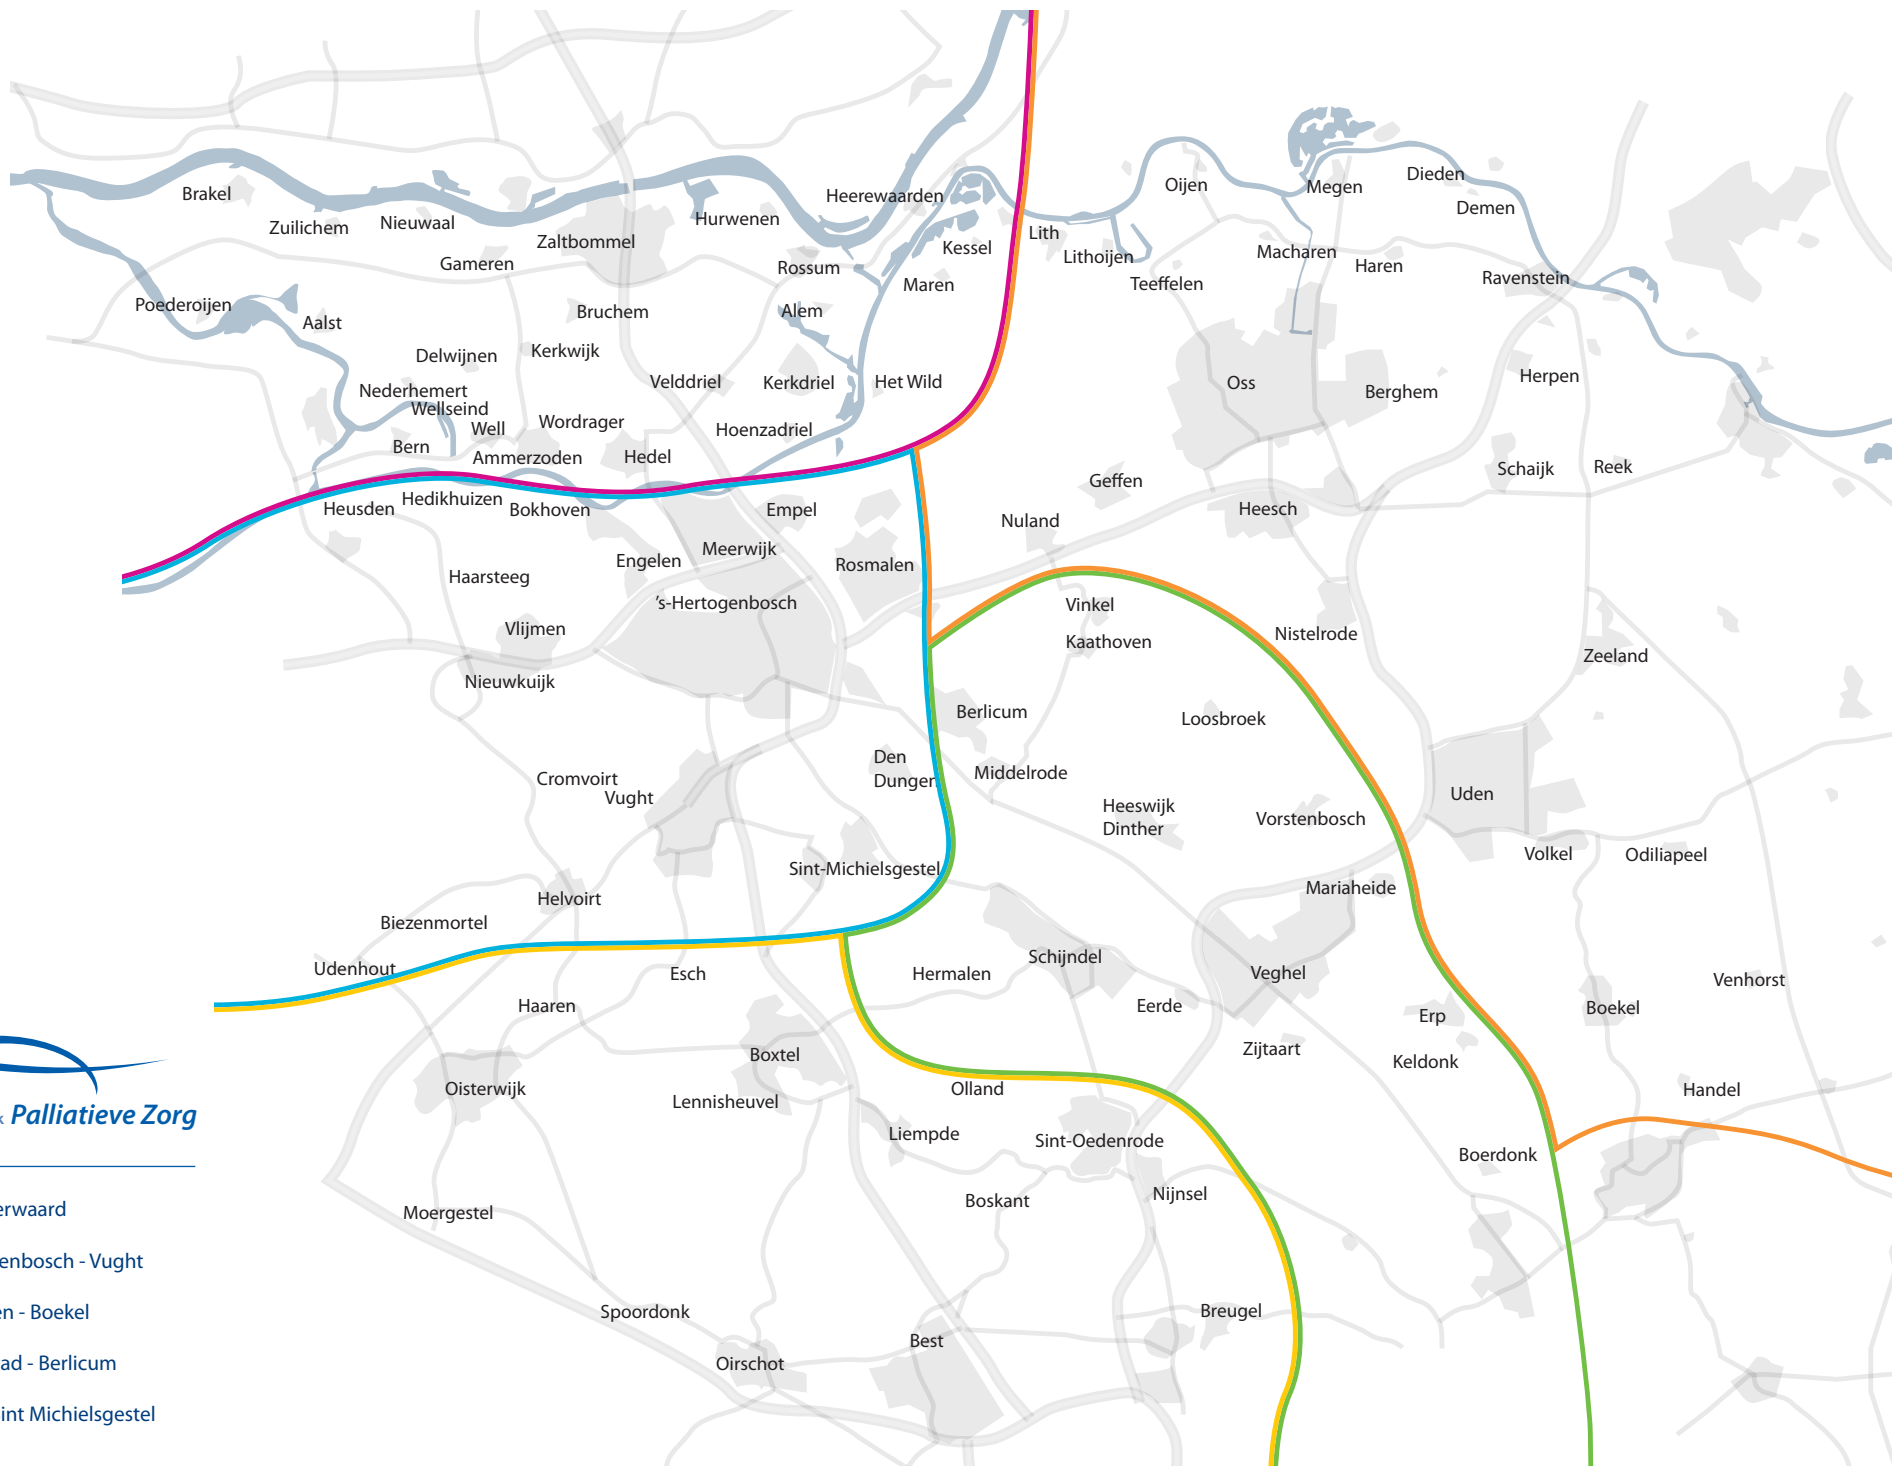 Brakel
Zuilichem
Nieuwaal
Gameren
Zaltbommel
Hurwenen
Heerewaarden
Rossum
Kessel
Maren
Lith
Lithoijen
Oijen
Teeffelen
Megen
Dieden
Demen
Macharen
Haren
Ravenstein
Poederoijen
Aalst
Bruchem
Alem
Delwijnen
Kerkwijk
Nederhemert
Wellseind
Velddriel
Kerkdriel
Het Wild
Oss
Berghem
Herpen
Well
Wordrager
Hoenzadriel
Bern
Ammerzoden
Hedel
Geffen
Schaijk
Reek
Heusden
Hedikhuizen
Bokhoven
Empel
Nuland
Heesch
Engelen
Meerwijk
Rosmalen
Haarsteeg
's-Hertogenbosch
Vinkel
Vlijmen
Kaathoven
Nistelrode
Zeeland
Nieuwkuijk
Berlicum
Loosbroek
Den
Dungen
Middelrode
Cromvoirt
Vught
Heeswijk
Dinther
Vorstenbosch
Uden
Volkel
Odiliapeel
Sint-Michielsgestel
Mariaheide
Helvoirt
Biezenmortel
Udenhout
Esch
Hermalen
Schijndel
Veghel
Venhorst
Haaren
Eerde
Erp
Boekel
Boxtel
Zijtaart
Keldonk
Oisterwijk
Lennisheuvel
Olland
Handel
Liempde
Sint-Oedenrode
Boerdonk
Boskant
Nijnsel
Moergestel
Spoordonk
Breugel
Oirschot
Best
k Palliatieve Zorg
erwaard
enbosch - Vught
en - Boekel
ad - Berlicum
int Michielsgestel